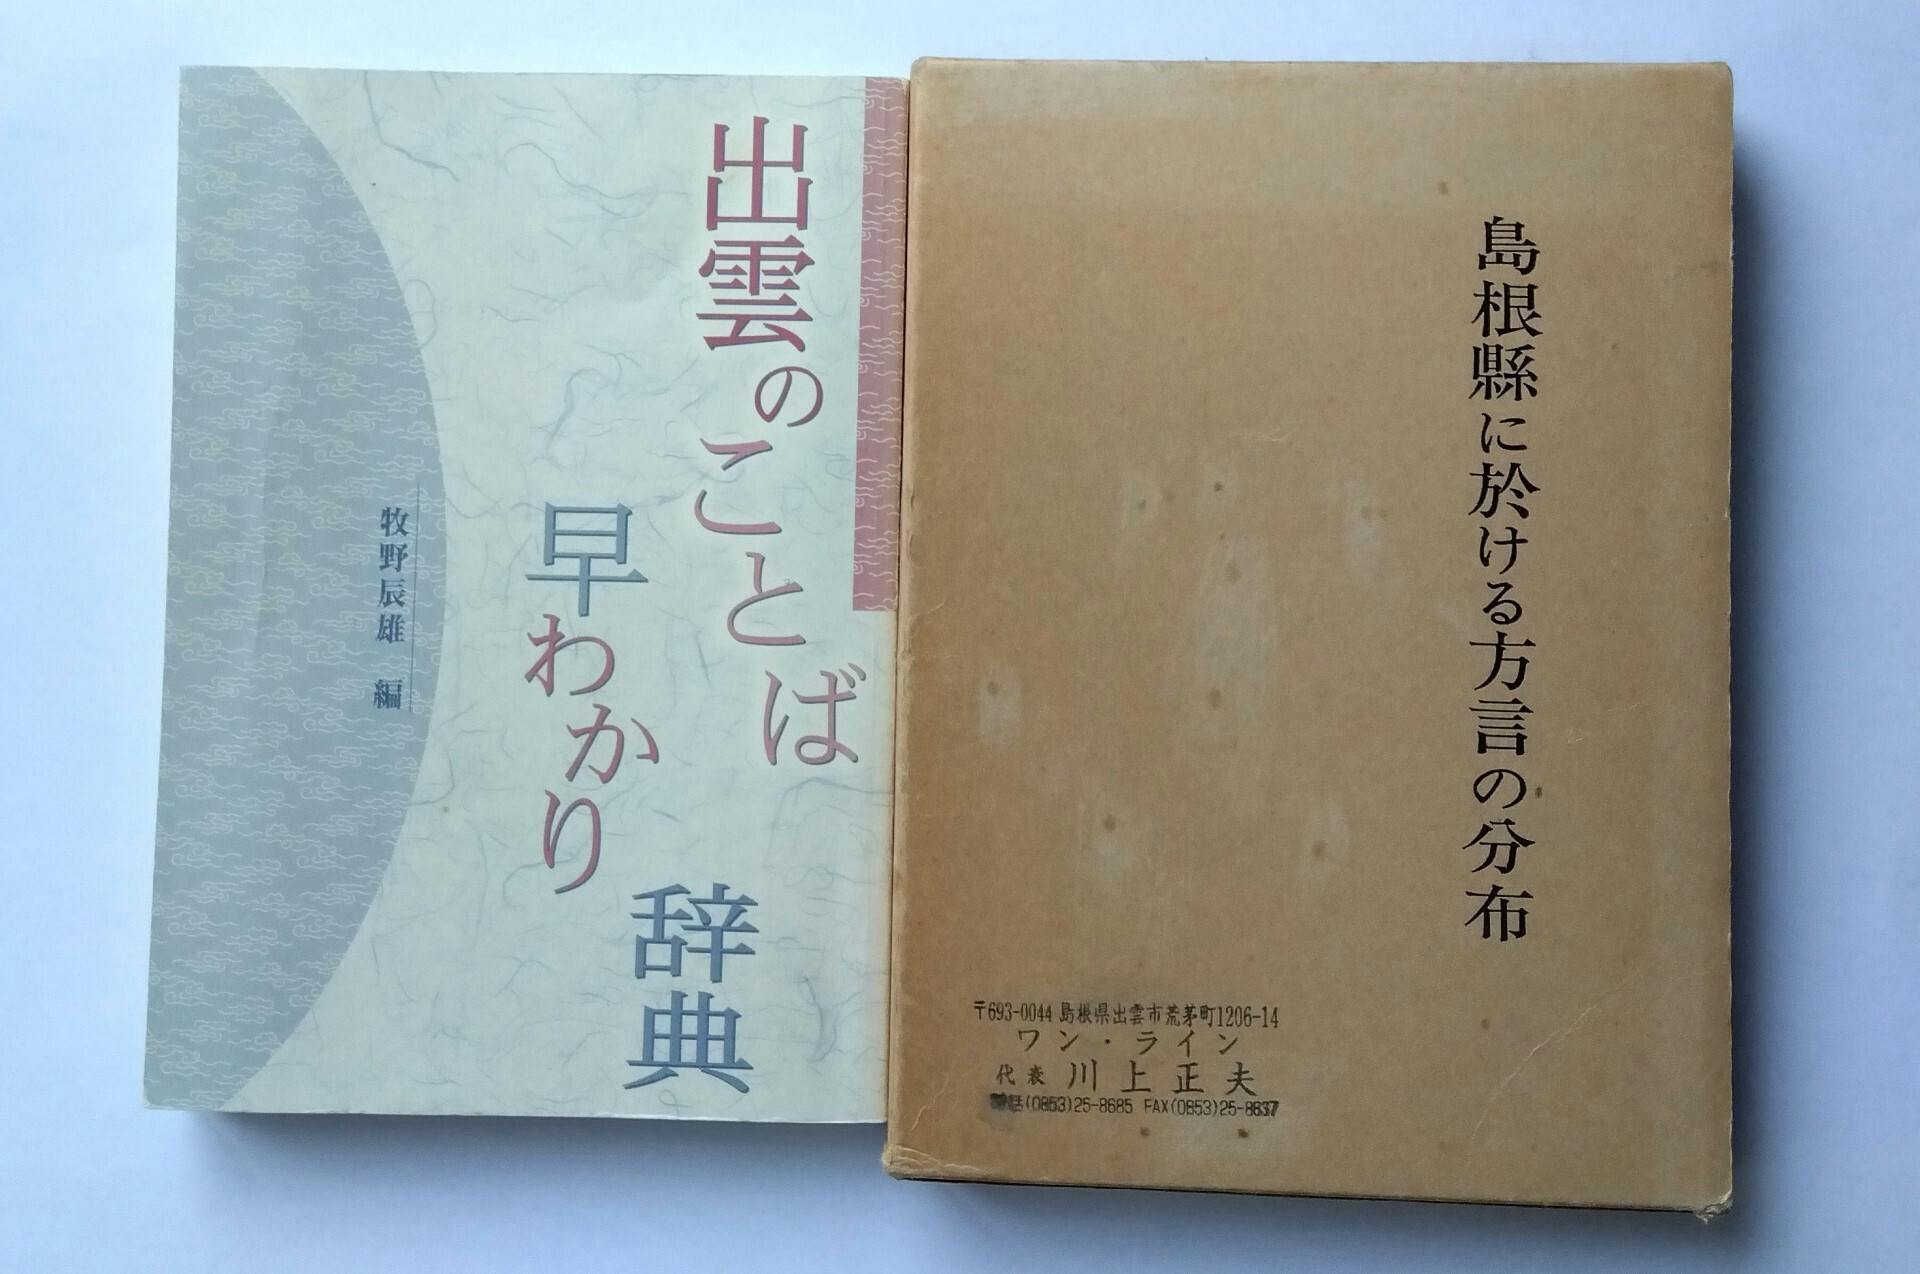 島根縣に於ける方言の分布
〒693-0044 島根県出雲市荒茅町1206-14
ワン・ライン
代表 川上正夫
話(0853)25-8685 FAX(0853)25-8837
出雲のことば
早わかり
辞典
牧野辰雄 編